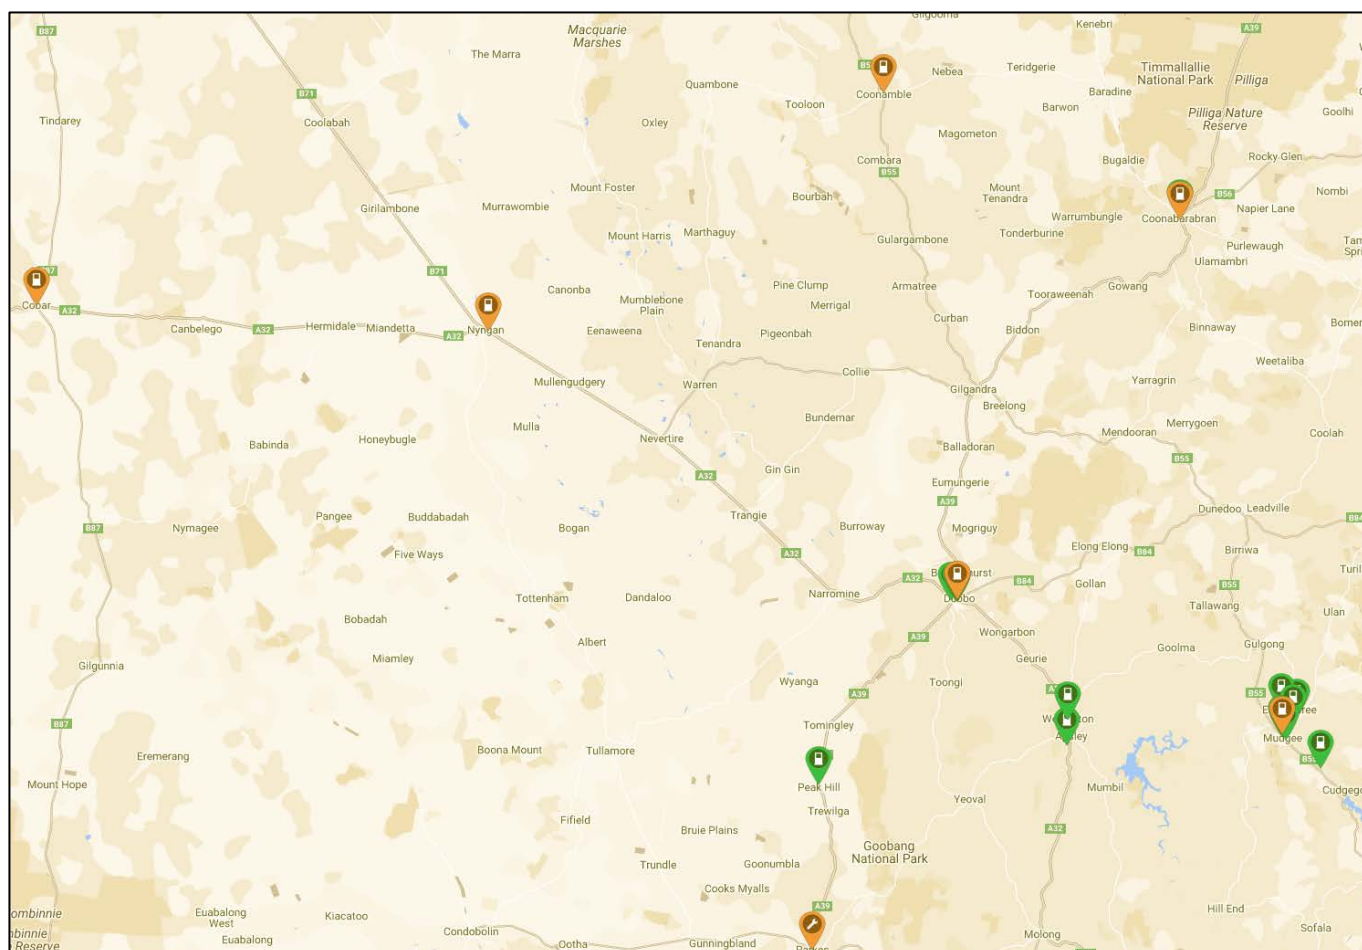 B87
Macquarie
Marshes
Gilgooma
Kenebri
A39
The Marra
B71
Quambone
Nebea
Teridgerie
Timmallallie
National Park
Pilliga
Coonamble
Baradine
Tooloon
Barwon
Pilliga Nature
Reserve
Goolhi
Tindarey
Coolabah
Oxley
Magometon
Combara
B55
Bugaldie
Rocky Glen
Mount Foster
Mount
Tenandra
B56
Nombi
Bourbah
Girilambone
Murrawombie
Warrumbungle
Coonabarabran
Napier Lane
Mount Harris
Marthaguy
Gulargambone
Tonderburine
Purlewaugh
Ulamambri
B71
Canonba
Pine Clump
Armatree
Gowang
Mumblebone
Plain
Merrigal
Tooraweenah
Cobar
A32
Canbelego
A32
Hermidale
Miandetta
A32
Nyngan
Eenaweena
Pigeonbah
Curban
Biddon
Binnaway
Tenandra
Weetaliba
Mullengudgery
Warren
Collie
Gilgandra
Yarragrin
Breelong
Mulla
Bundemar
Merrygoen
Mendooran
Coolah
Babinda
Honeybugle
Nevertire
Balladoran
B55
A32
Gin Gin
Eumungerie
A39
Pangee
Buddabadah
Trangie
Dunedoo
Leadville
B84
B87
Nymagee
Bogan
Burroway
Mogriguy
Five Ways
A32
Elong Elong
B84
Birriwa
A32
B84
Gollan
B55
Tottenham
Dandaloo
Narromine
Dubbo
Tallawang
Ulan
Bobadah
A39
Wongarbon
Albert
Goolma
Gulgong
Gilgunnia
Miamley
Geurie
Wyanga
Toongi
A39
B55
B87
Tomingley
Mudgee
Eremerang
Boona Mount
Tullamore
Mount Hope
Peak Hill
Mumbil
Trewilga
Yeoval
Fifield
Bruie Plains
A32
Goobang
National Park
Trundle
Goonumbla
Cooks Myalls
A39
Euabalong
West
Kiacatoo
Hill End
Condobolin
Sofala
Euabalong
Ootha
Gunningbland
Molong